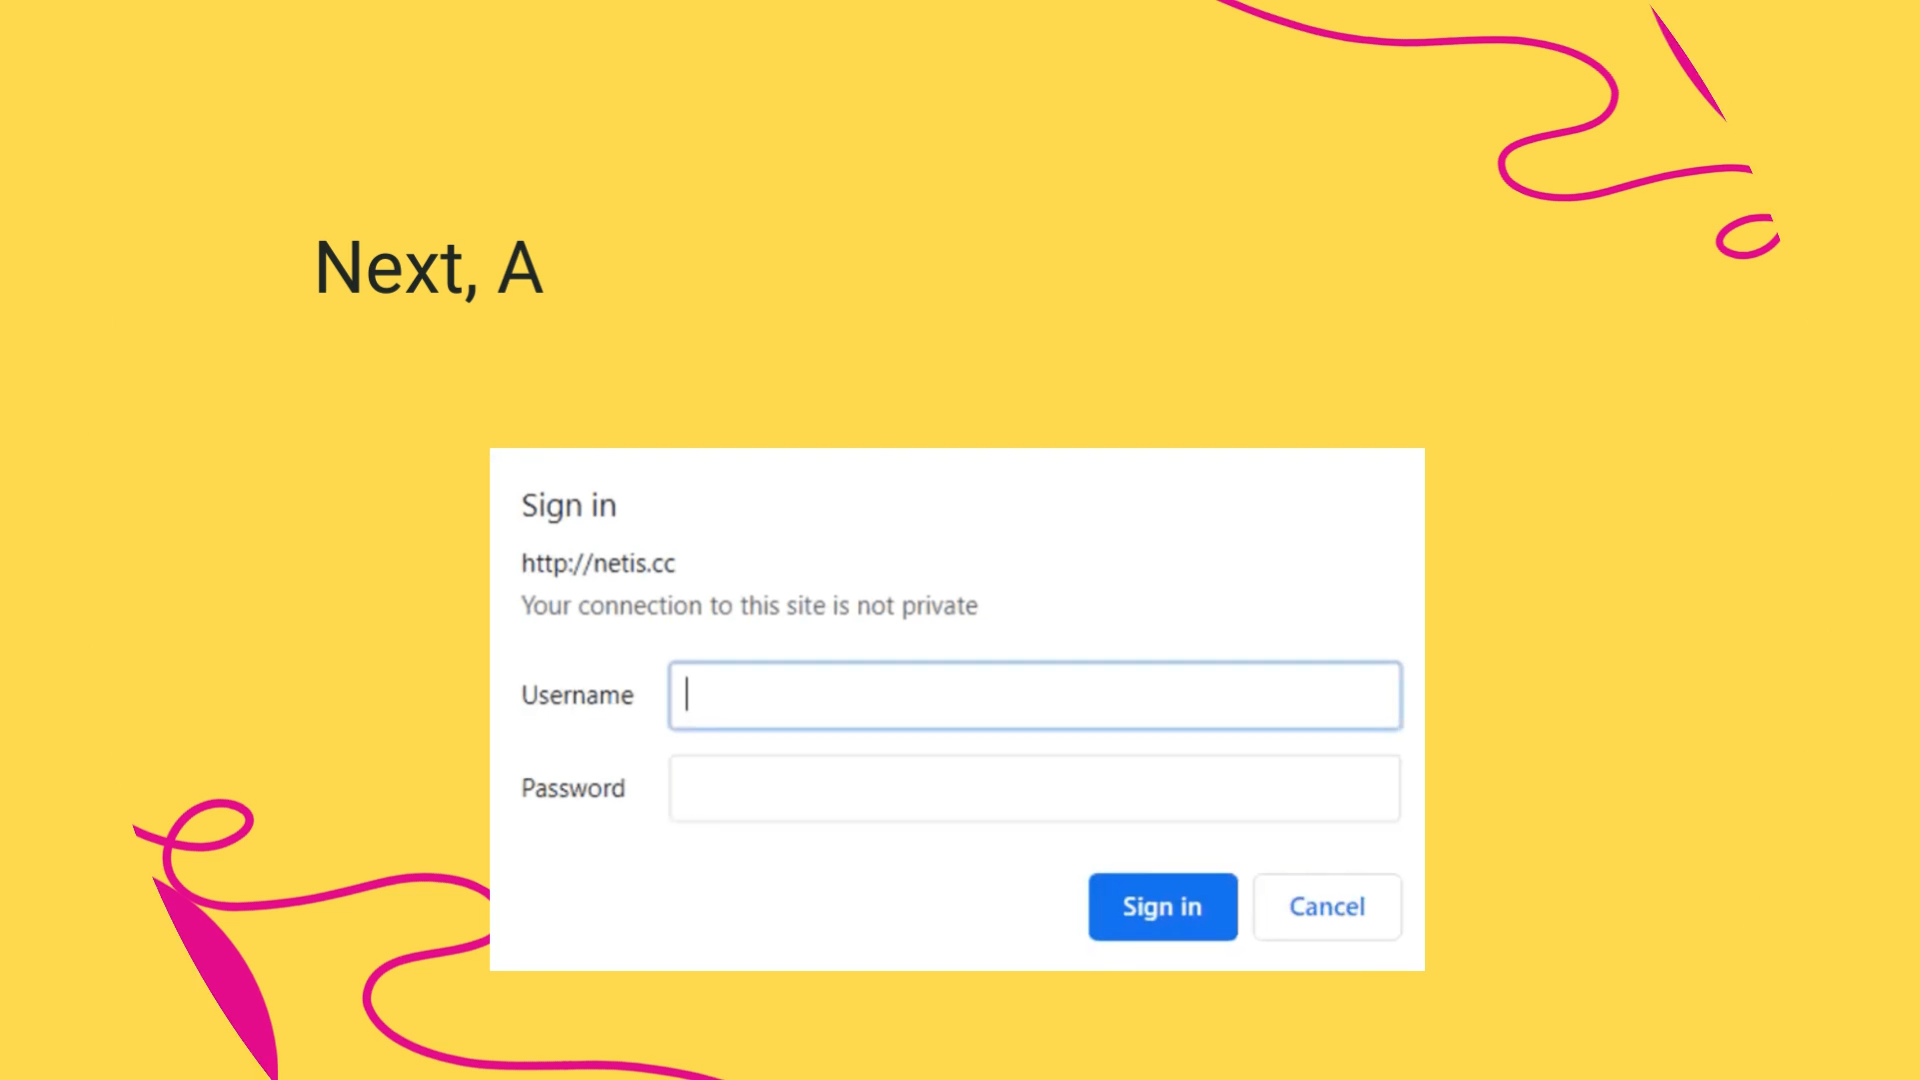 Next, A
Sign in
http://netis.cc
Your connection to this site is not private
Username
Password
Sign in
Cancel